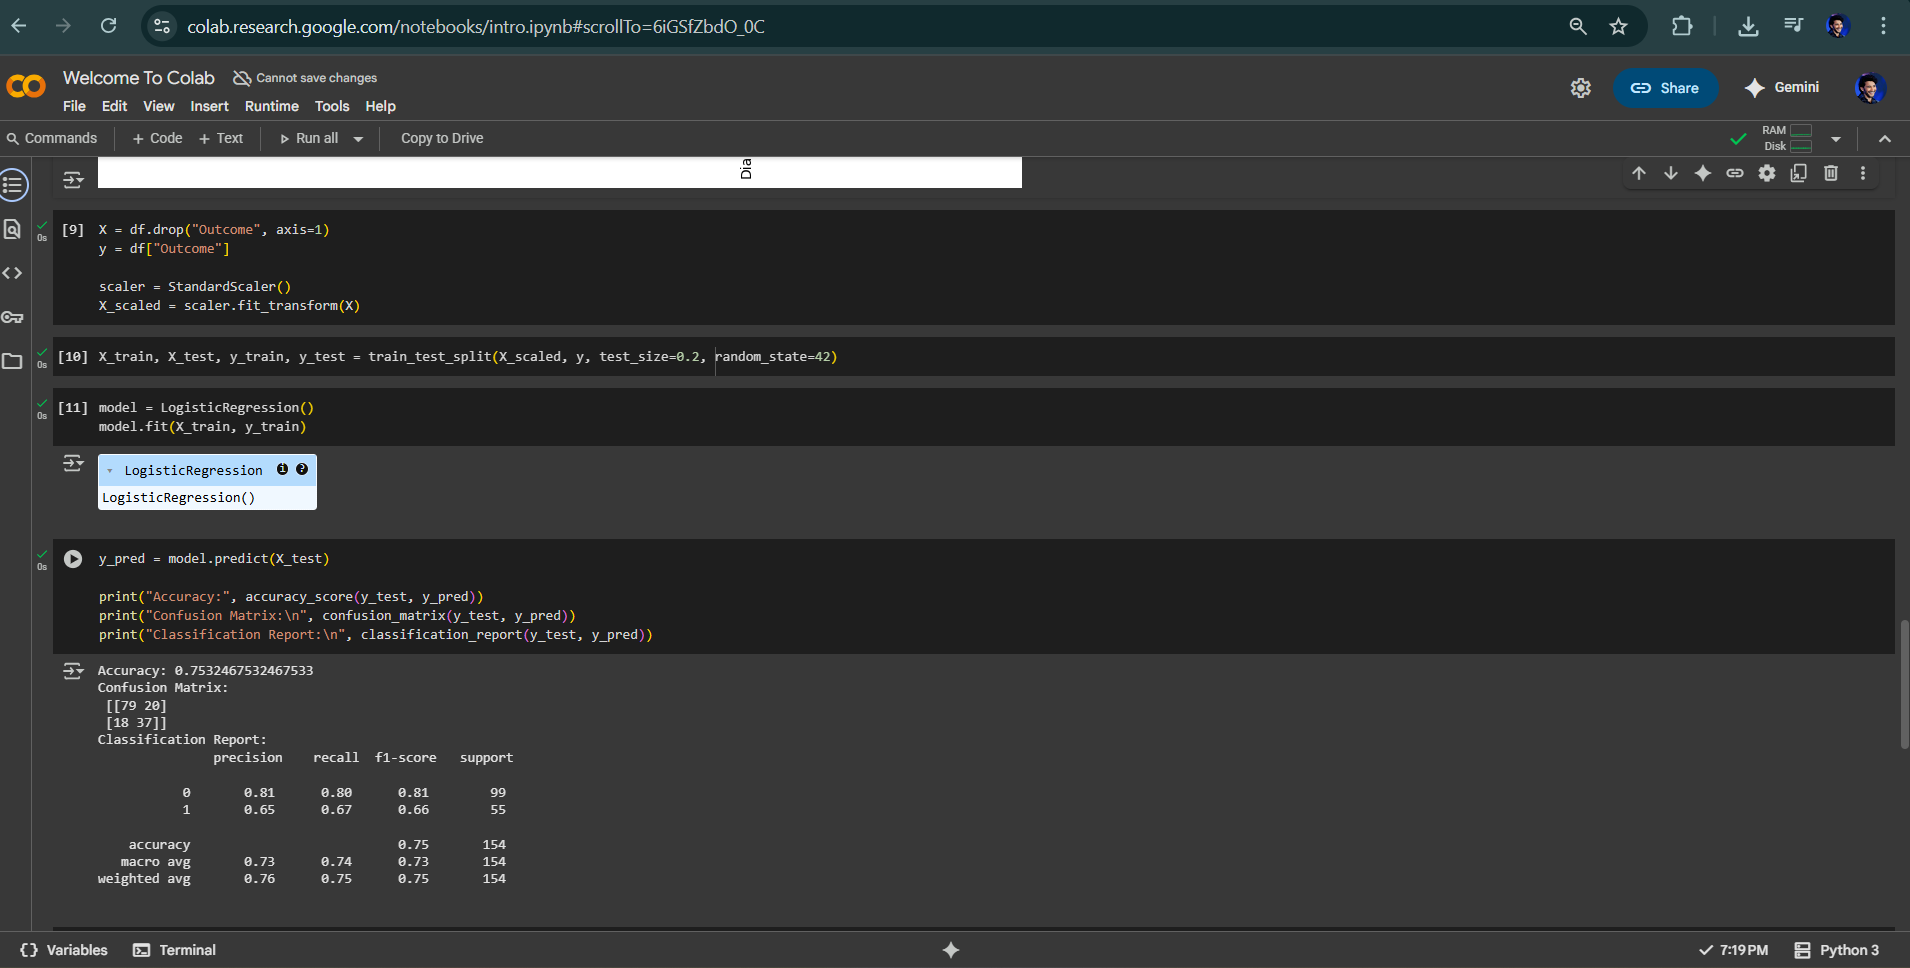 colab.research.google.com/notebooks/intro.ipynb#scrollTo=6iGSfZbdO_0C
Welcome To Colab
Cannot save changes
File Edit View Insert Runtime Tools Help
Share
Gemini
Commands + Code + Text Run all Copy to Drive
RAM
Disk
Dia
[9] X = df.drop("Outcome", axis=1)
0s
y = df["Outcome"]
scaler = StandardScaler()
X_scaled = scaler.fit_transform(X)
[10] X_train, X_test, y_train, y_test = train_test_split(X_scaled, y, test_size=0.2, random_state=42)
0s
[11] model = LogisticRegression()
0s
model.fit(X_train, y_train)
LogisticRegression
LogisticRegression()
y_pred = model.predict(X_test)
0s
print("Accuracy:", accuracy_score(y_test, y_pred))
print("Confusion Matrix:\n", confusion_matrix(y_test, y_pred))
print("Classification Report:\n", classification_report(y_test, y_pred))
Accuracy: 0.7532467532467533
Confusion Matrix:
[[79 20]
[18 37]]
Classification Report:
precision recall f1-score support
0 0.81 0.80 0.81 99
1 0.65 0.67 0.66 55
accuracy 0.75 154
macro avg 0.73 0.74 0.73 154
weighted avg 0.76 0.75 0.75 154
{} Variables Terminal 7:19 PM Python 3